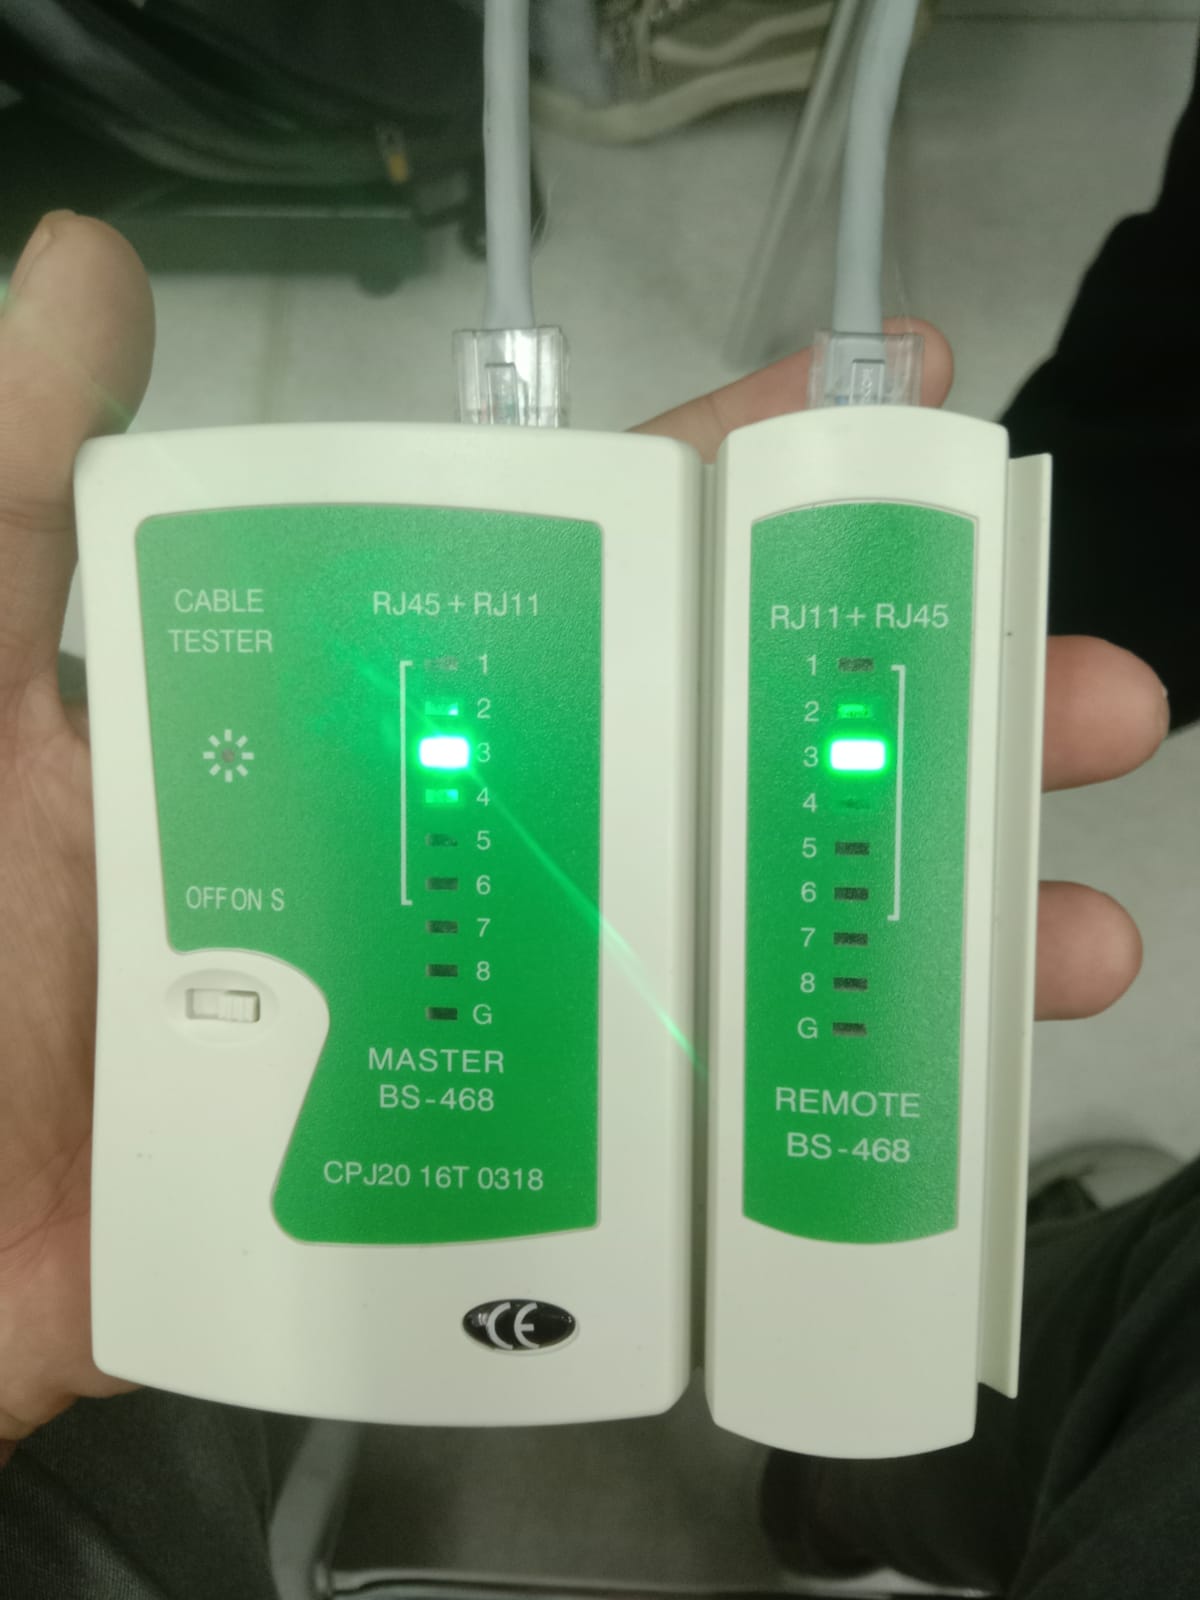 CABLE
TESTER
OFF ON S
RJ45 + RJ11
1
2
3
4
5
6
7
8
G
MASTER
BS-468
CPJ20 16T 0318
CE
RJ11 + RJ45
1
2
3
4
5
6
7
8
G
REMOTE
BS-468